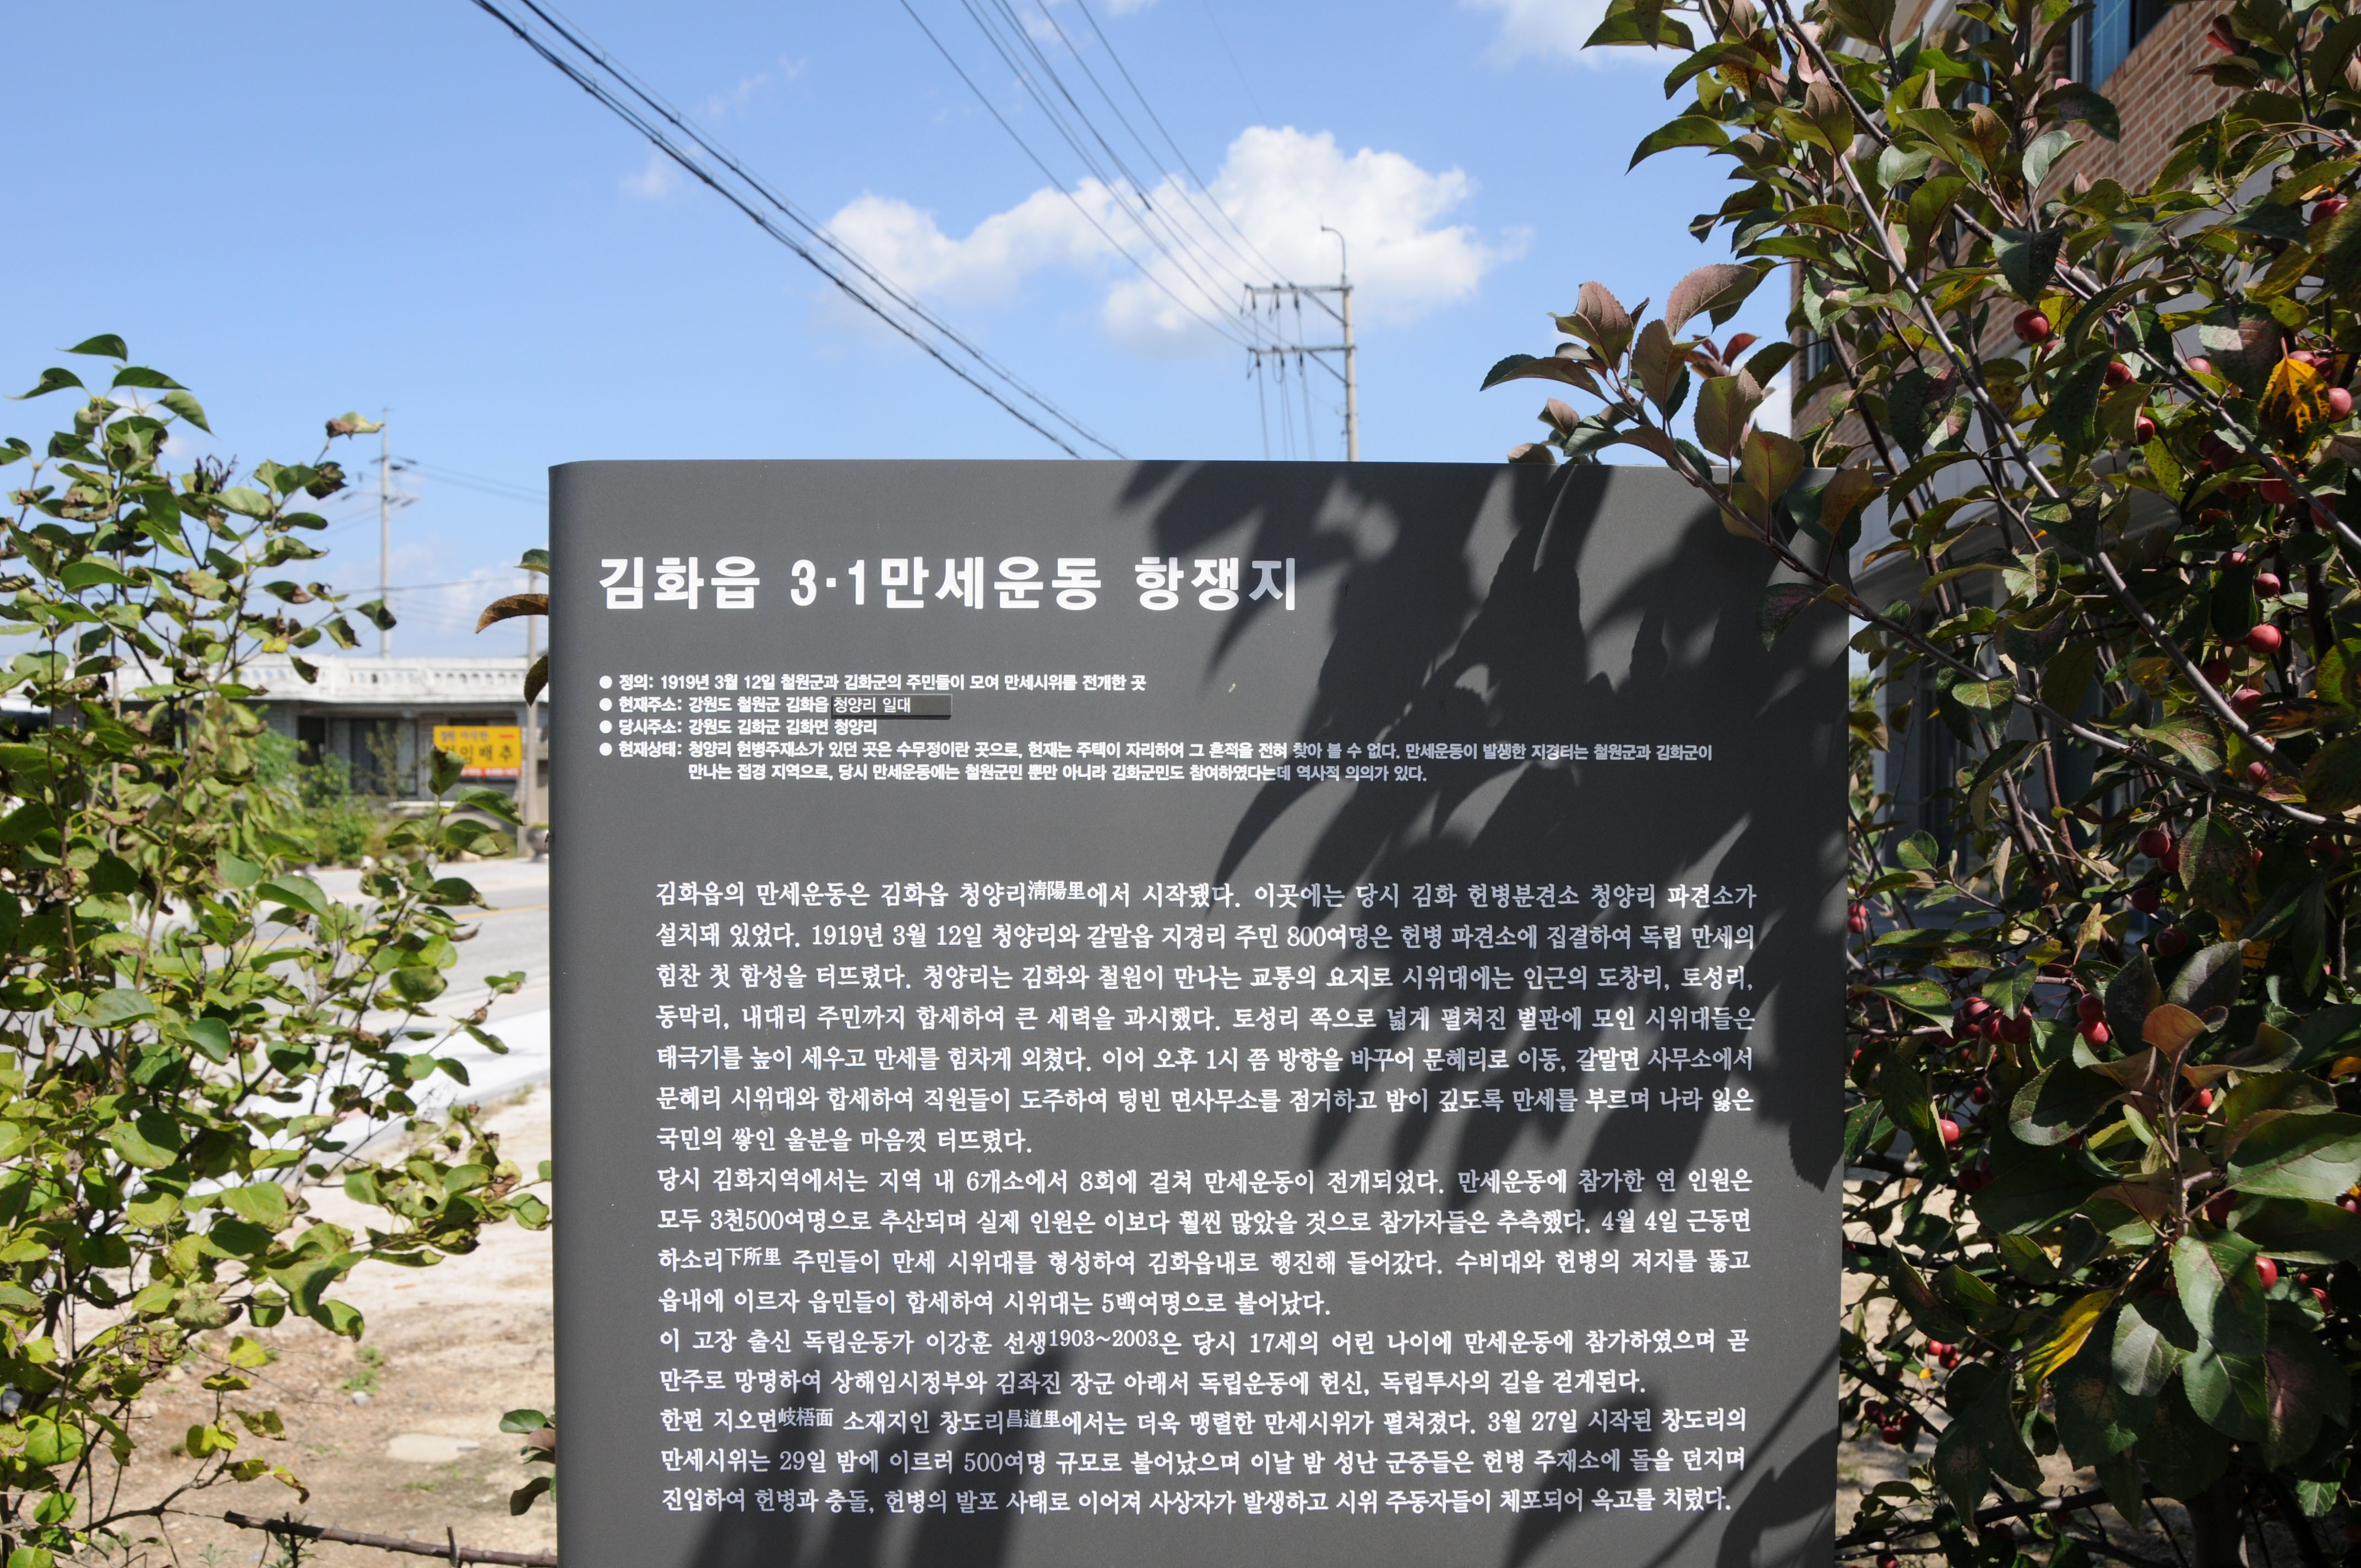 김화읍 3·1만세운동 항쟁지
● 정의: 1919년 3월 12일 철원군과 김화군의 주민들이 모여 만세시위를 전개한 곳
● 현재주소: 강원도 철원군 김화읍 청양리 일대
● 당시주소: 강원도 김화군 김화면 청양리
● 현재상태: 청양리 헌병주재소가 있던 곳은 수무정이란 곳으로, 현재는 주택이 자리하여 그 흔적을 전혀 찾아 볼 수 없다. 만세운동이 발생한 지경터는 철원군과 김화군이
만나는 접경 지역으로, 당시 만세운동에는 철원군민 뿐만 아니라 김화군민도 참여하였다는데 역사적 의의가 있다.
김화읍의 만세운동은 김화읍 청양리淸陽里에서 시작됐다. 이곳에는 당시 김화 헌병분견소 청양리 파견소가
설치돼 있었다. 1919년 3월 12일 청양리와 갈말읍 지경리 주민 800여명은 헌병 파견소에 집결하여 독립 만세의
힘찬 첫 함성을 터뜨렸다. 청양리는 김화와 철원이 만나는 교통의 요지로 시위대에는 인근의 도창리, 토성리,
동막리, 내대리 주민까지 합세하여 큰 세력을 과시했다. 토성리 쪽으로 넓게 펼쳐진 벌판에 모인 시위대들은
태극기를 높이 세우고 만세를 힘차게 외쳤다. 이어 오후 1시 쯤 방향을 바꾸어 문혜리로 이동, 갈말면 사무소에서
문혜리 시위대와 합세하여 직원들이 도주하여 텅빈 면사무소를 점거하고 밤이 깊도록 만세를 부르며 나라 잃은
국민의 쌓인 울분을 마음껏 터뜨렸다.
당시 김화지역에서는 지역 내 6개소에서 8회에 걸쳐 만세운동이 전개되었다. 만세운동에 참가한 연 인원은
모두 3천500여명으로 추산되며 실제 인원은 이보다 훨씬 많았을 것으로 참가자들은 추측했다. 4월 4일 근동면
하소리下所里 주민들이 만세 시위대를 형성하여 김화읍내로 행진해 들어갔다. 수비대와 헌병의 저지를 뚫고
읍내에 이르자 읍민들이 합세하여 시위대는 5백여명으로 불어났다.
이 고장 출신 독립운동가 이강훈 선생1903~2003은 당시 17세의 어린 나이에 만세운동에 참가하였으며 곧
만주로 망명하여 상해임시정부와 김좌진 장군 아래서 독립운동에 헌신, 독립투사의 길을 걷게된다.
한편 지오면岐梧面 소재지인 창도리昌道里에서는 더욱 맹렬한 만세시위가 펼쳐졌다. 3월 27일 시작된 창도리의
만세시위는 29일 밤에 이르러 500여명 규모로 불어났으며 이날 밤 성난 군중들은 헌병 주재소에 돌을 던지며
진입하여 헌병과 충돌, 헌병의 발포 사태로 이어져 사상자가 발생하고 시위 주동자들이 체포되어 옥고를 치렀다.